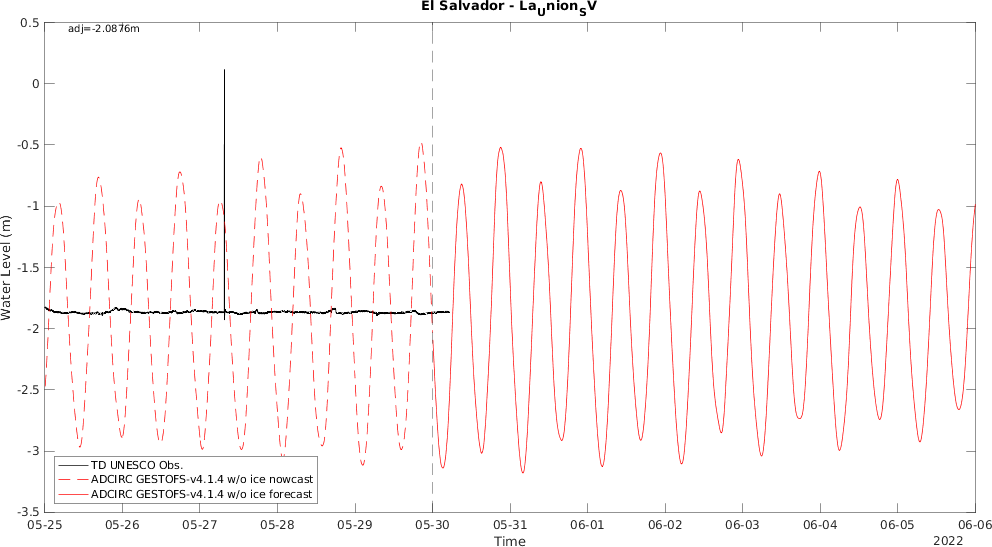 El Salvador - LaUnionSV
adj=-2.0876m
0.5
0
-0.5
-1
-1.5
-2
-2.5
-3
-3.5
Water Level (m)
TD UNESCO Obs.
ADCIRC GESTOFS-v4.1.4 w/o ice nowcast
ADCIRC GESTOFS-v4.1.4 w/o ice forecast
05-25 05-26 05-27 05-28 05-29 05-30 05-31 06-01 06-02 06-03 06-04 06-05 06-06
Time
2022